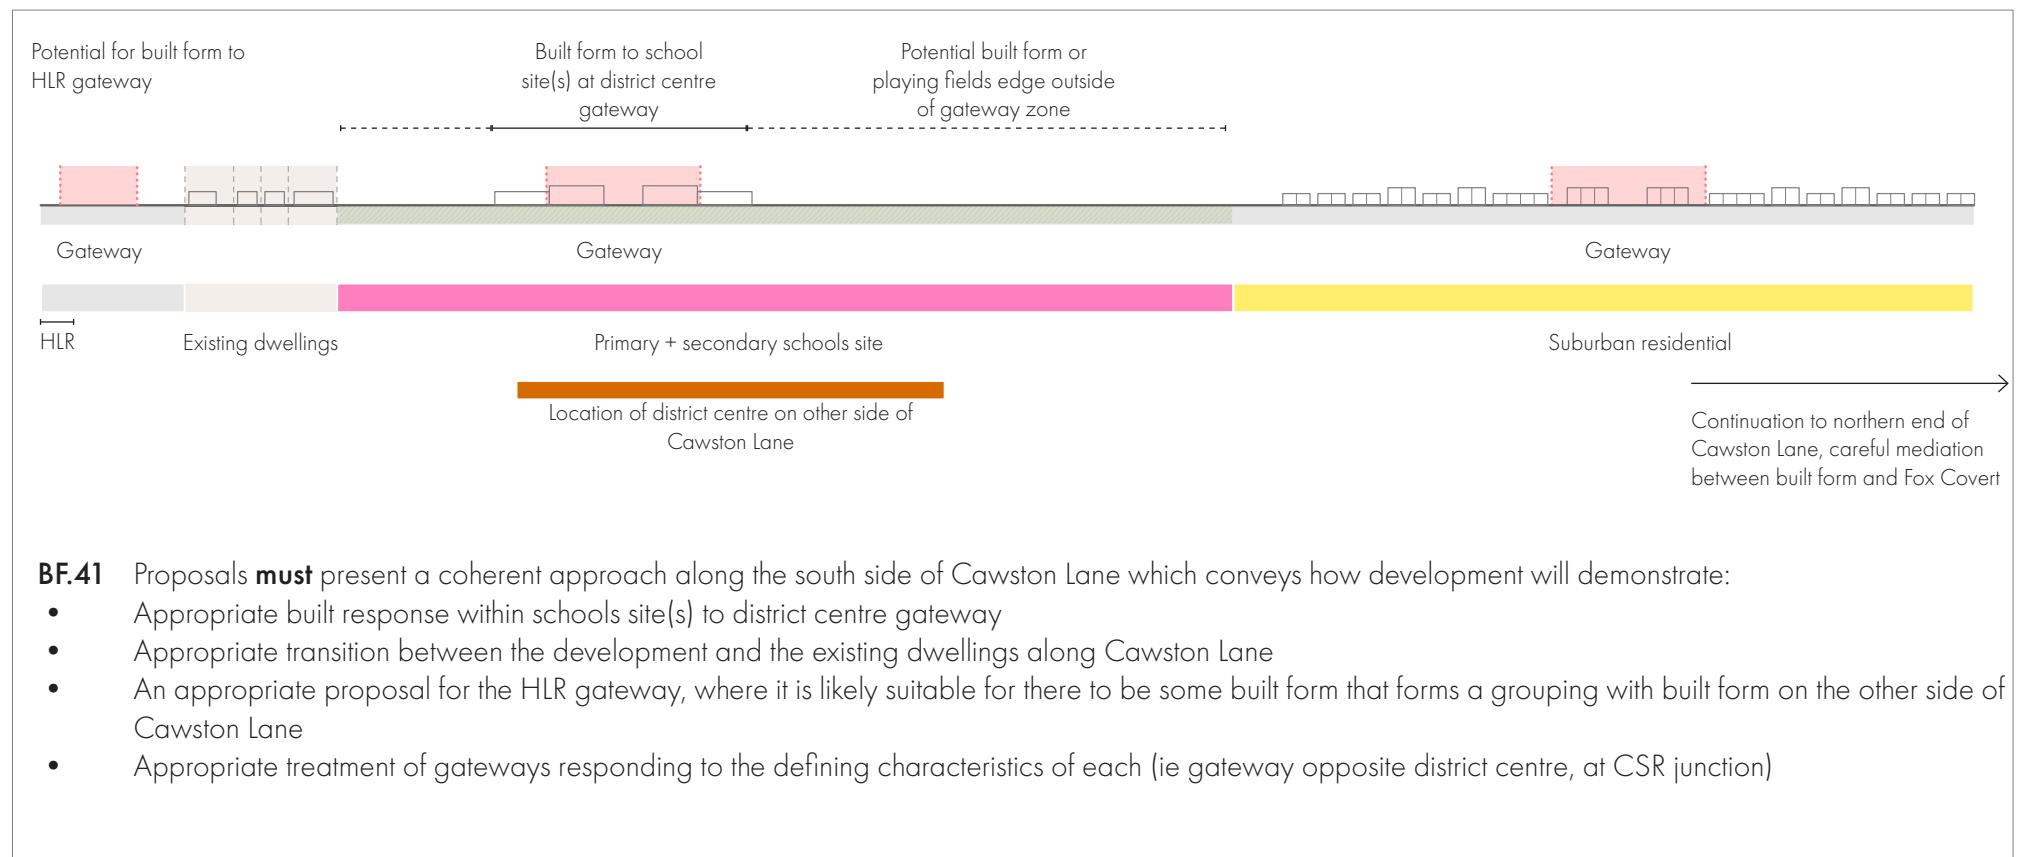 Potential for built form to
HLR gateway
Built form to school
site(s) at district centre
gateway
Potential built form or
playing fields edge outside
of gateway zone
Gateway
Gateway
Gateway
HLR
Existing dwellings
Primary + secondary schools site
Suburban residential
Location of district centre on other side of
Cawston Lane
Continuation to northern end of
Cawston Lane, careful mediation
between built form and Fox Covert
BF.41 Proposals must present a coherent approach along the south side of Cawston Lane which conveys how development will demonstrate:
• Appropriate built response within schools site(s) to district centre gateway
• Appropriate transition between the development and the existing dwellings along Cawston Lane
• An appropriate proposal for the HLR gateway, where it is likely suitable for there to be some built form that forms a grouping with built form on the other side of
Cawston Lane
• Appropriate treatment of gateways responding to the defining characteristics of each (ie gateway opposite district centre, at CSR junction)